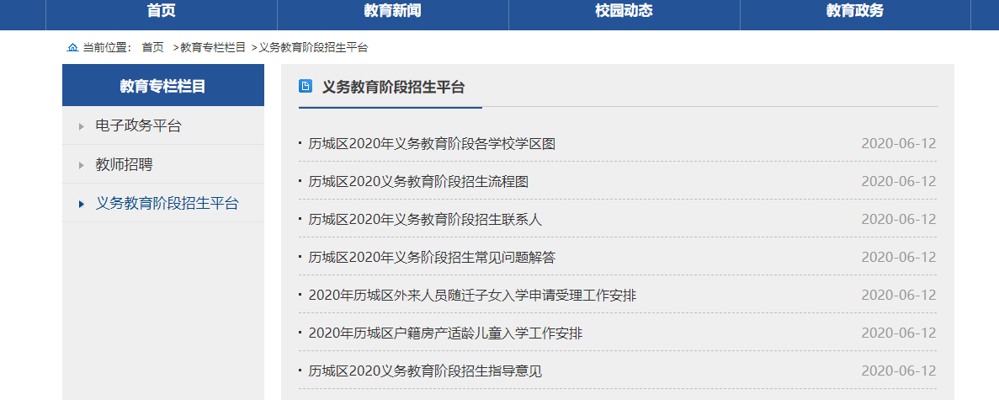 首页 教育新闻 校园动态 教育政务
当前位置： 首页 >教育专栏栏目 >义务教育阶段招生平台
教育专栏栏目
电子政务平台
教师招聘
义务教育阶段招生平台
义务教育阶段招生平台
历城区2020年义务教育阶段各学校学区图 2020-06-12
历城区2020义务教育阶段招生流程图 2020-06-12
历城区2020年义务教育阶段招生联系人 2020-06-12
历城区2020年义务阶段招生常见问题解答 2020-06-12
2020年历城区外来人员随迁子女入学申请受理工作安排 2020-06-12
2020年历城区户籍房产适龄儿童入学工作安排 2020-06-12
历城区2020义务教育阶段招生指导意见 2020-06-12